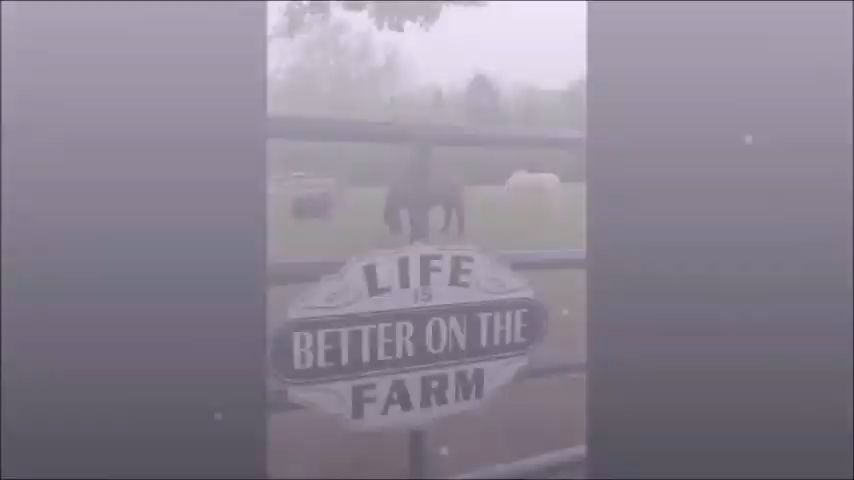 LIFE
IS
BETTER ON THE
FARM